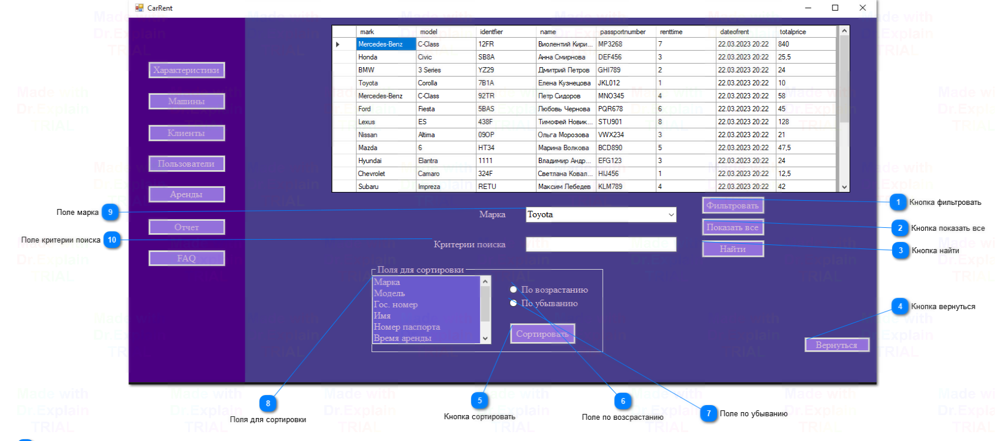 CarRent
mark model identfier name passportnumber renttime dateofrent totalprice
Mercedes-Benz C-Class 12FR Виолентий Кири... MP3268 7 22.03.2023 20:22 840
Honda Civic SB8A Анна Смирнова DEF456 3 22.03.2023 20:22 25,5
BMW 3 Series YZ29 Дмитрий Петров GHI789 2 22.03.2023 20:22 24
Toyota Corolla 7B1A Елена Кузнецова JKL012 1 22.03.2023 20:22 10
Mercedes-Benz C-Class 92TR Петр Сидоров MNO345 4 22.03.2023 20:22 58
Ford Fiesta 5BAS Любовь Чернова PQR678 6 22.03.2023 20:22 45
Lexus ES 438F Тимофей Новик... STU901 8 22.03.2023 20:22 128
Nissan Altima 09OP Ольга Морозова VWX234 3 22.03.2023 20:22 21
Mazda 6 HT34 Марина Волкова BCD890 5 22.03.2023 20:22 47,5
Hyundai Elantra 1111 Владимир Андр... EFG123 3 22.03.2023 20:22 24
Chevrolet Camaro 324F Светлана Ковал... HIJ456 1 22.03.2023 20:22 12,5
Subaru Impreza RETU Максим Лебедев KLM789 4 22.03.2023 20:22 42
Характеристики
Машины
Клиенты
Пользователи
Аренды
Отчет
FAQ
Поле марка 9
Поле критерии поиска 10
Марка Toyota
Критерии поиска
Фильтровать
Показать все
Найти
1 Кнопка фильтровать
2 Кнопка показать все
3 Кнопка найти
Поля для сортировки
Марка
Модель
Гос. номер
Имя
Номер паспорта
Время аренды
По возрастанию
По убыванию
Сортировать
4 Кнопка вернуться
Вернуться
8
Поля для сортировки
5
Кнопка сортировать
6
Поле по возсрастанию
7 Поле по убыванию
Made with
Dr.Explain
TRIAL